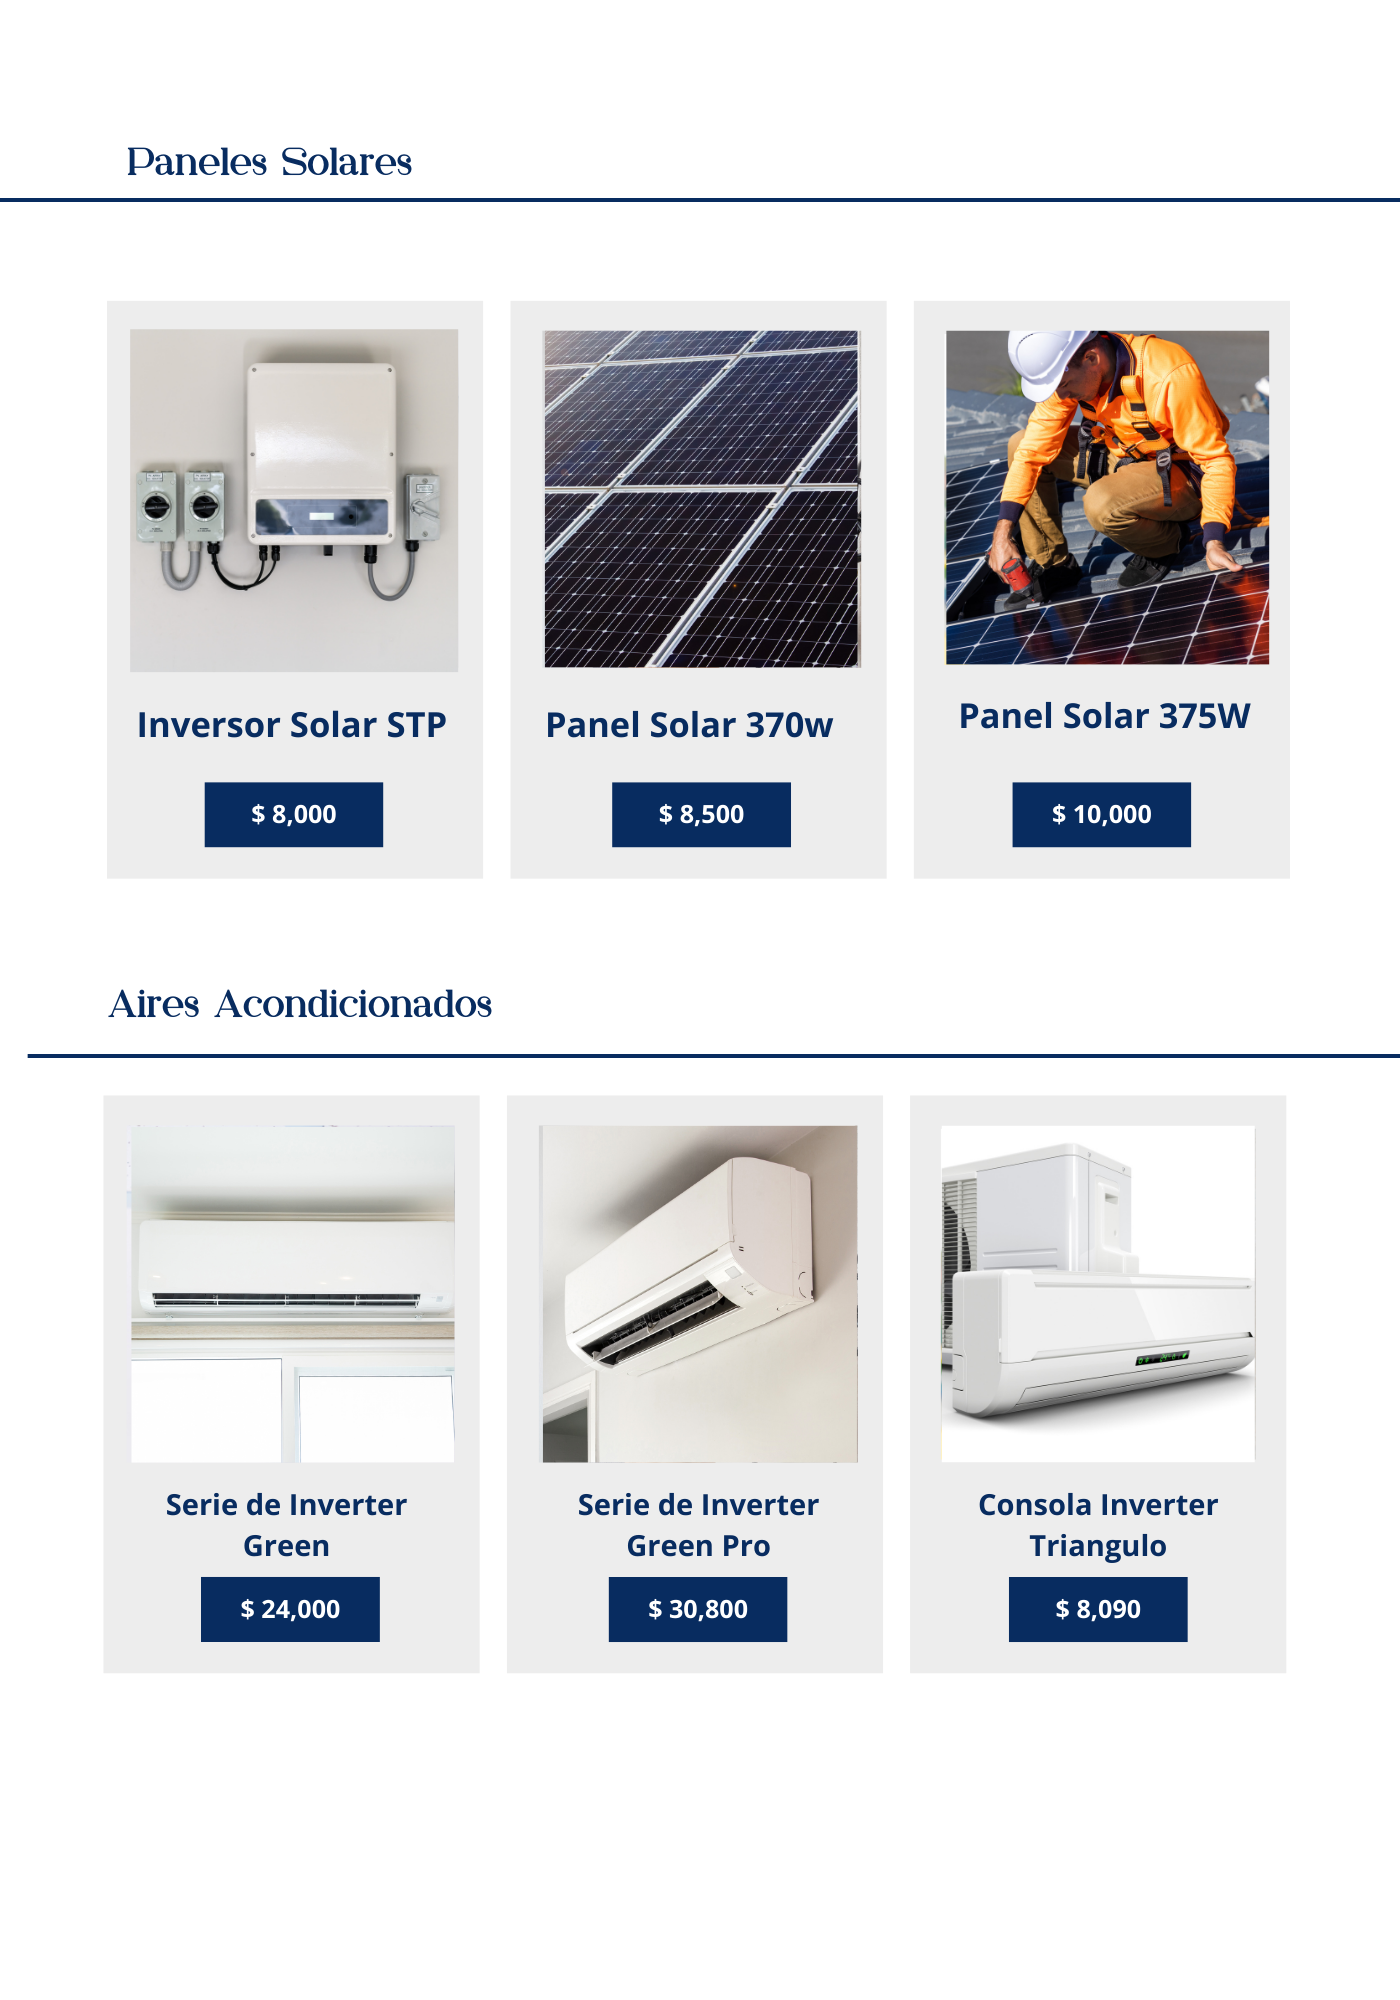 Paneles Solares
Inversor Solar STP
$ 8,000
Panel Solar 370w
$ 8,500
Panel Solar 375W
$ 10,000
Aires Acondicionados
Serie de Inverter
Green
$ 24,000
Serie de Inverter
Green Pro
$ 30,800
Consola Inverter
Triangulo
$ 8,090